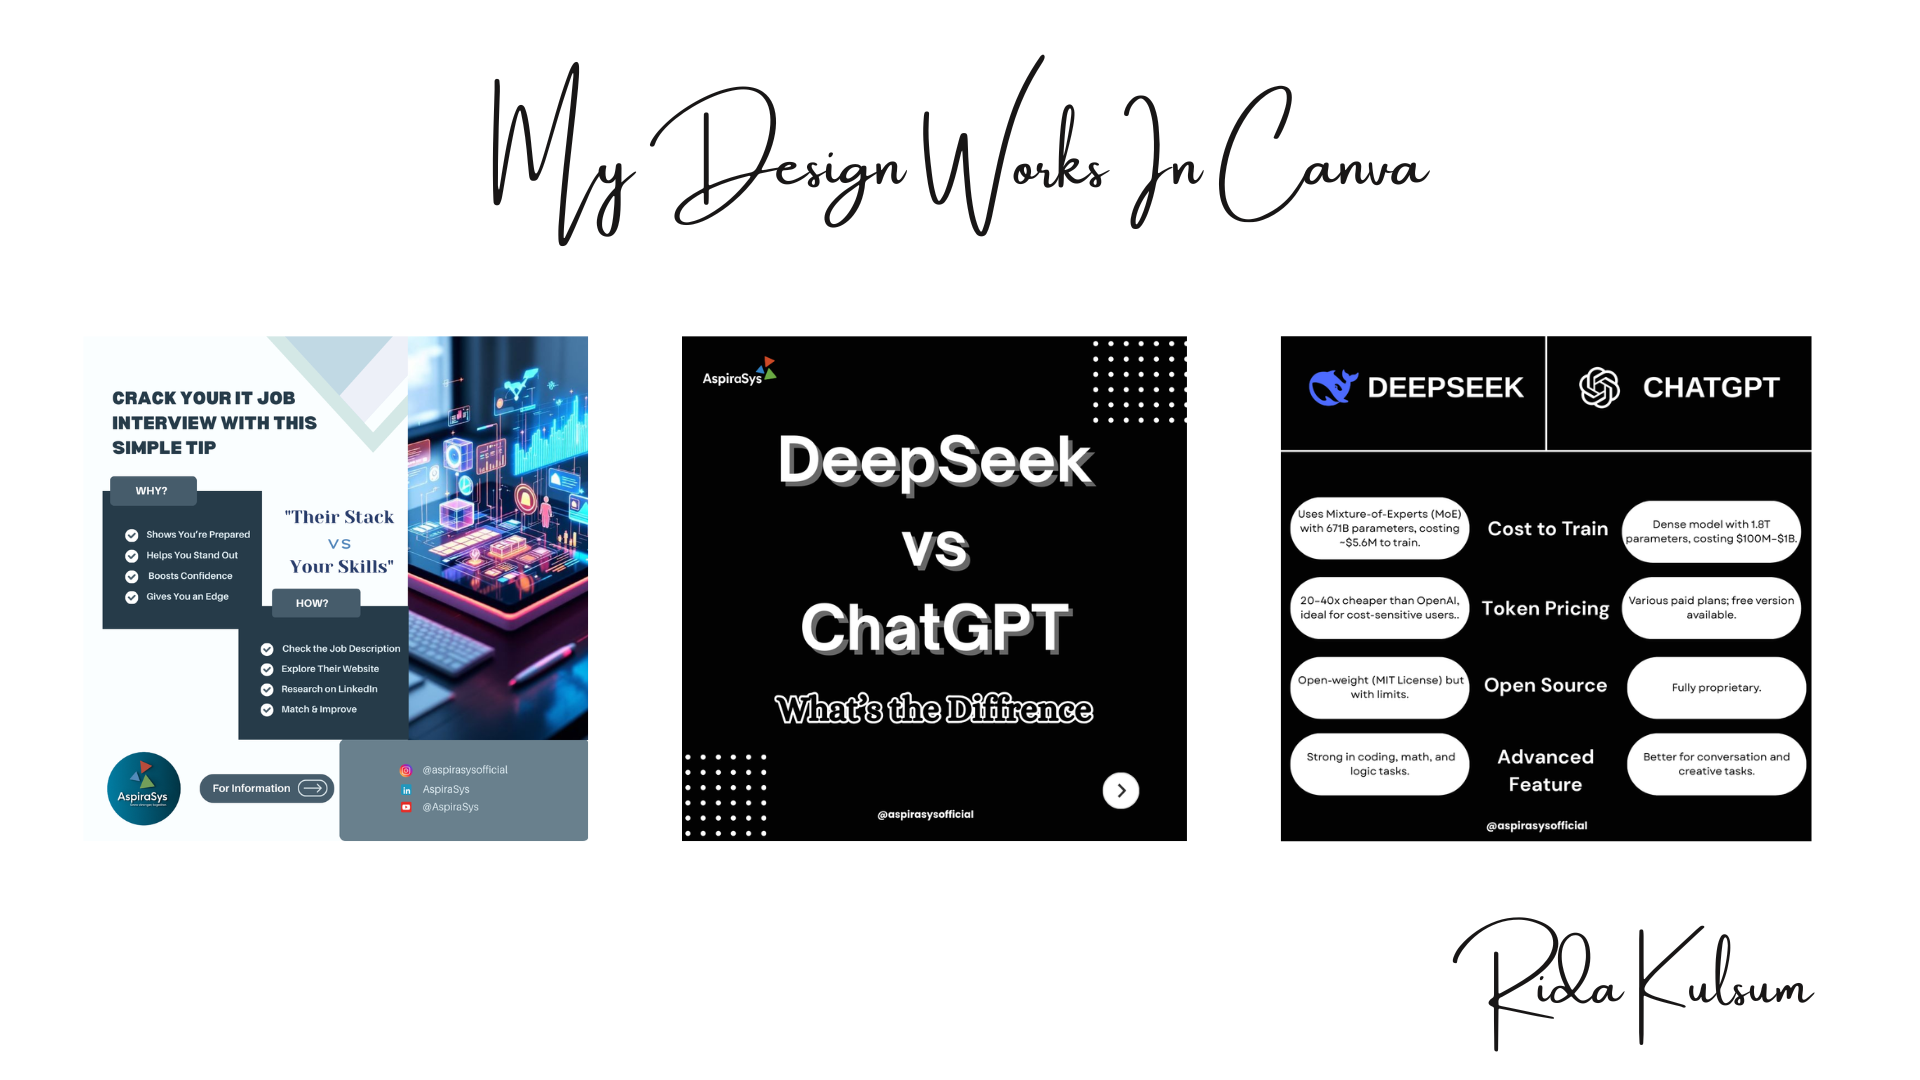 My Design Works In Canva
CRACK YOUR IT JOB
INTERVIEW WITH THIS
SIMPLE TIP
WHY?
Shows You're Prepared
Helps You Stand Out
Boosts Confidence
Gives You an Edge
"Their Stack
VS
Your Skills"
HOW?
Check the Job Description
Explore Their Website
Research on LinkedIn
Match & Improve
AspiraSys
For Information
@aspirasysofficial
AspiraSys
@AspiraSys
AspiraSys
DeepSeek
vs
ChatGPT
What's the Diffrence
@aspirasysofficial
DEEPSEEK
CHATGPT
Uses Mixture-of-Experts (MoE)
with 671B parameters, costing
~$5.6M to train.
Cost to Train
Dense model with 1.8T
parameters, costing $100M–$1B.
20–40x cheaper than OpenAI,
ideal for cost-sensitive users..
Token Pricing
Various paid plans; free version
available.
Open-weight (MIT License) but
with limits.
Open Source
Fully proprietary.
Strong in coding, math, and
logic tasks.
Advanced
Feature
Better for conversation and
creative tasks.
@aspirasysofficial
Rida Kulsum